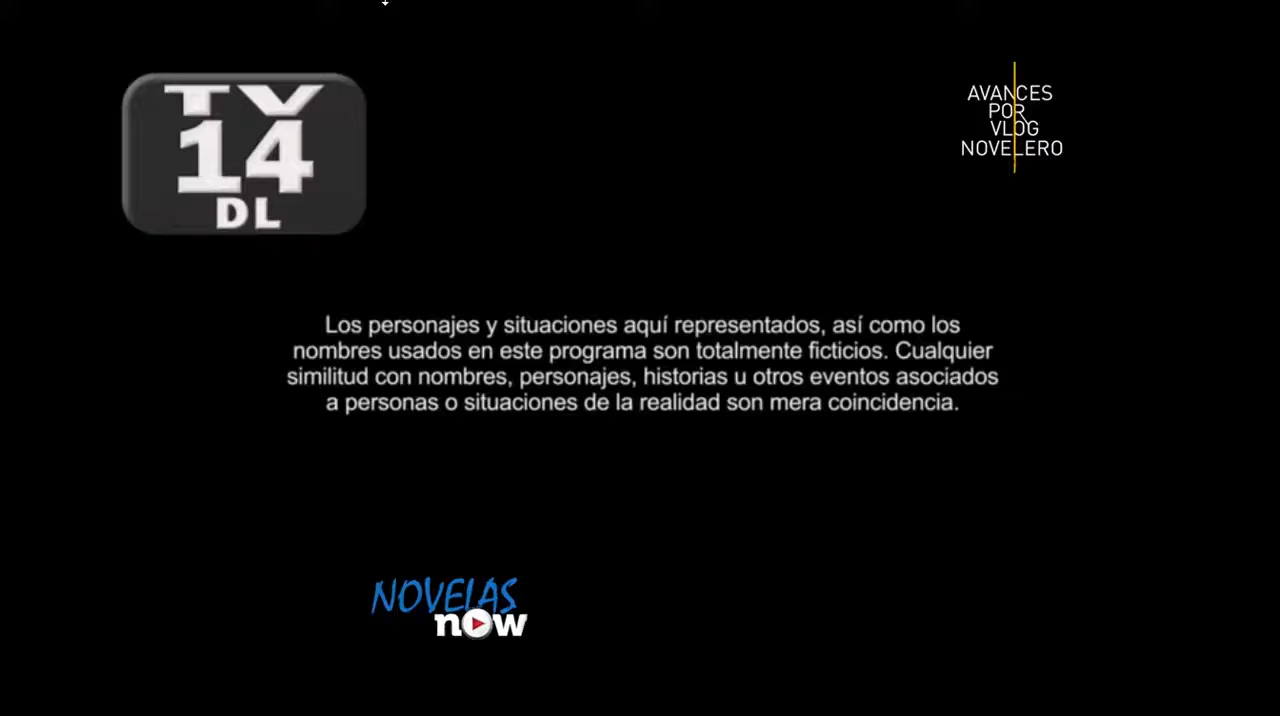 TV
14
DL
AVANCES
POR
VLOG
NOVELERO
Los personajes y situaciones aquí representados, así como los
nombres usados en este programa son totalmente ficticios. Cualquier
similitud con nombres, personajes, historias u otros eventos asociados
a personas o situaciones de la realidad son mera coincidencia.
NOVELAS
now